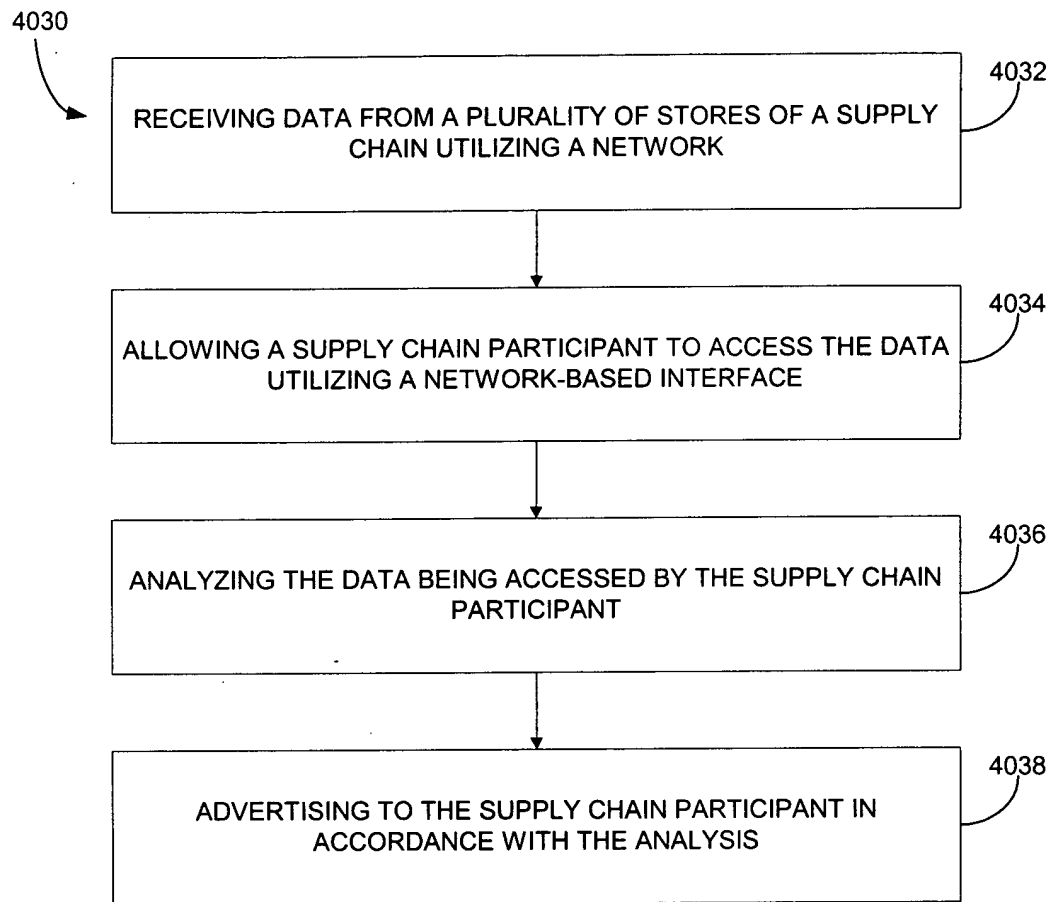 4030
4032
RECEIVING DATA FROM A PLURALITY OF STORES OF A SUPPLY
CHAIN UTILIZING A NETWORK
4034
ALLOWING A SUPPLY CHAIN PARTICIPANT TO ACCESS THE DATA
UTILIZING A NETWORK-BASED INTERFACE
4036
ANALYZING THE DATA BEING ACCESSED BY THE SUPPLY CHAIN
PARTICIPANT
4038
ADVERTISING TO THE SUPPLY CHAIN PARTICIPANT IN
ACCORDANCE WITH THE ANALYSIS